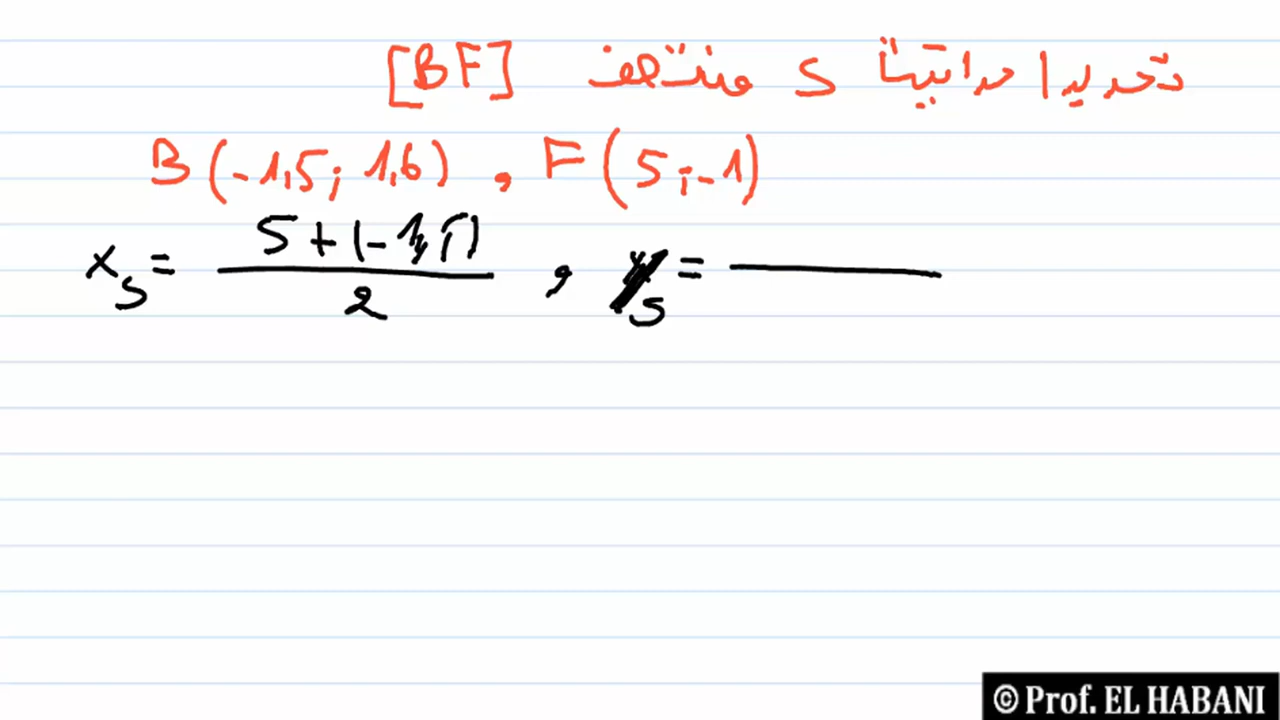 تحديد احداثيتا S منتصف [BF]
B(-1,5 ; 1,6) , F(5 ; -1)
x_S = (5 + (-1,5))/2 , y_S =
© Prof. EL HABANI